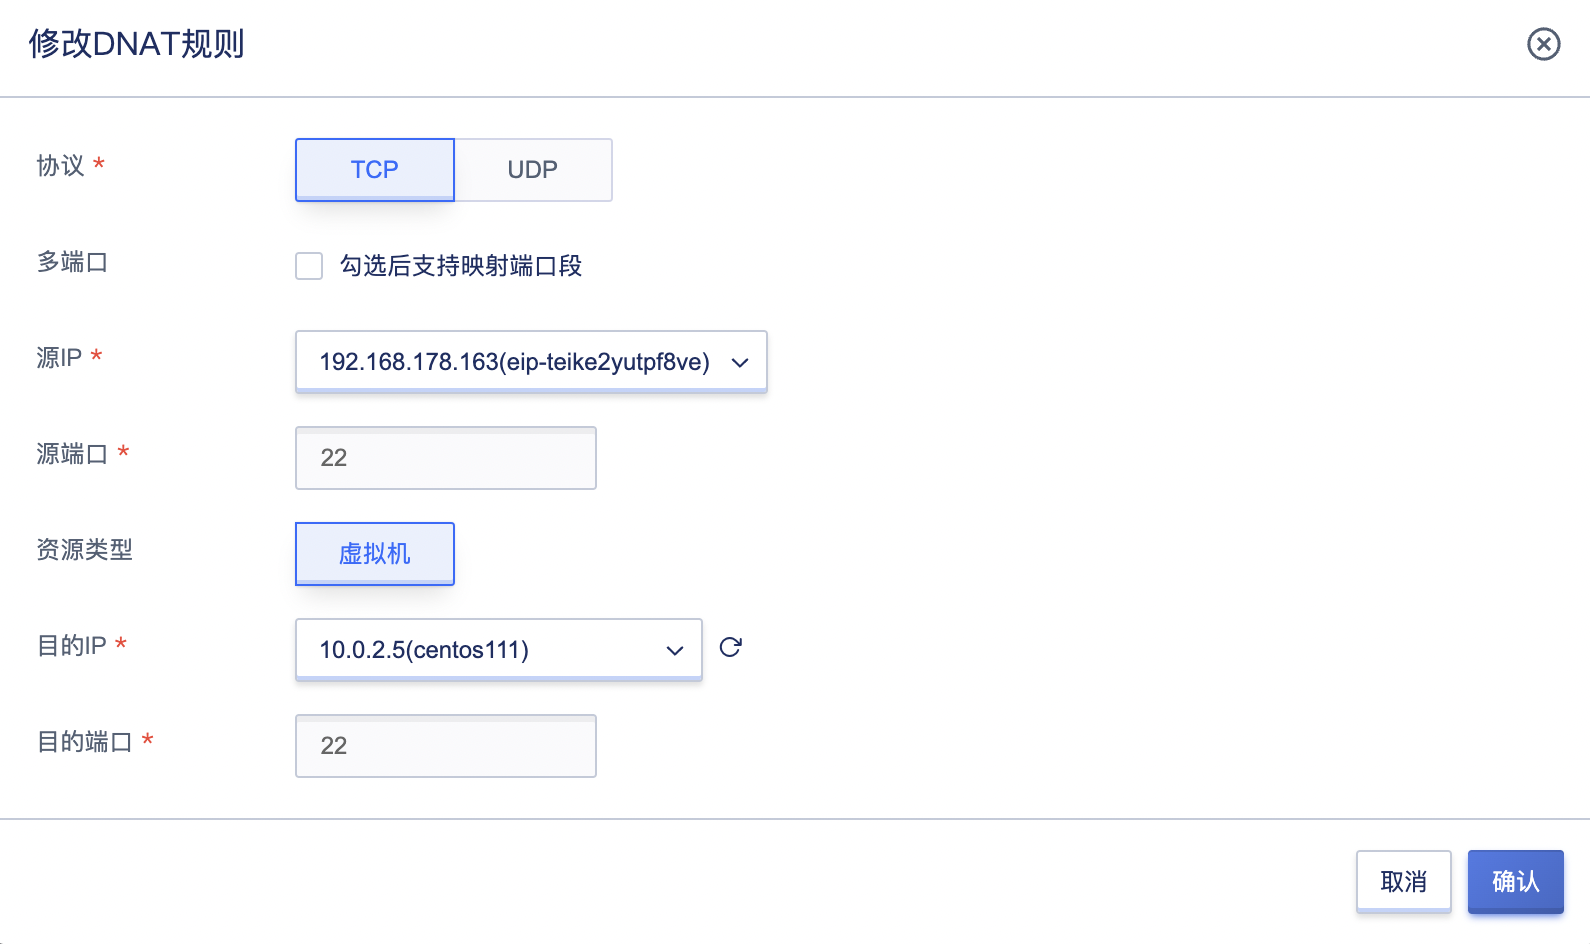 修改DNAT规则
协议 *
TCP
UDP
多端口
勾选后支持映射端口段
源IP *
192.168.178.163(eip-teike2yutpf8ve)
源端口 *
22
资源类型
虚拟机
目的IP *
10.0.2.5(centos111)
目的端口 *
22
取消
确认